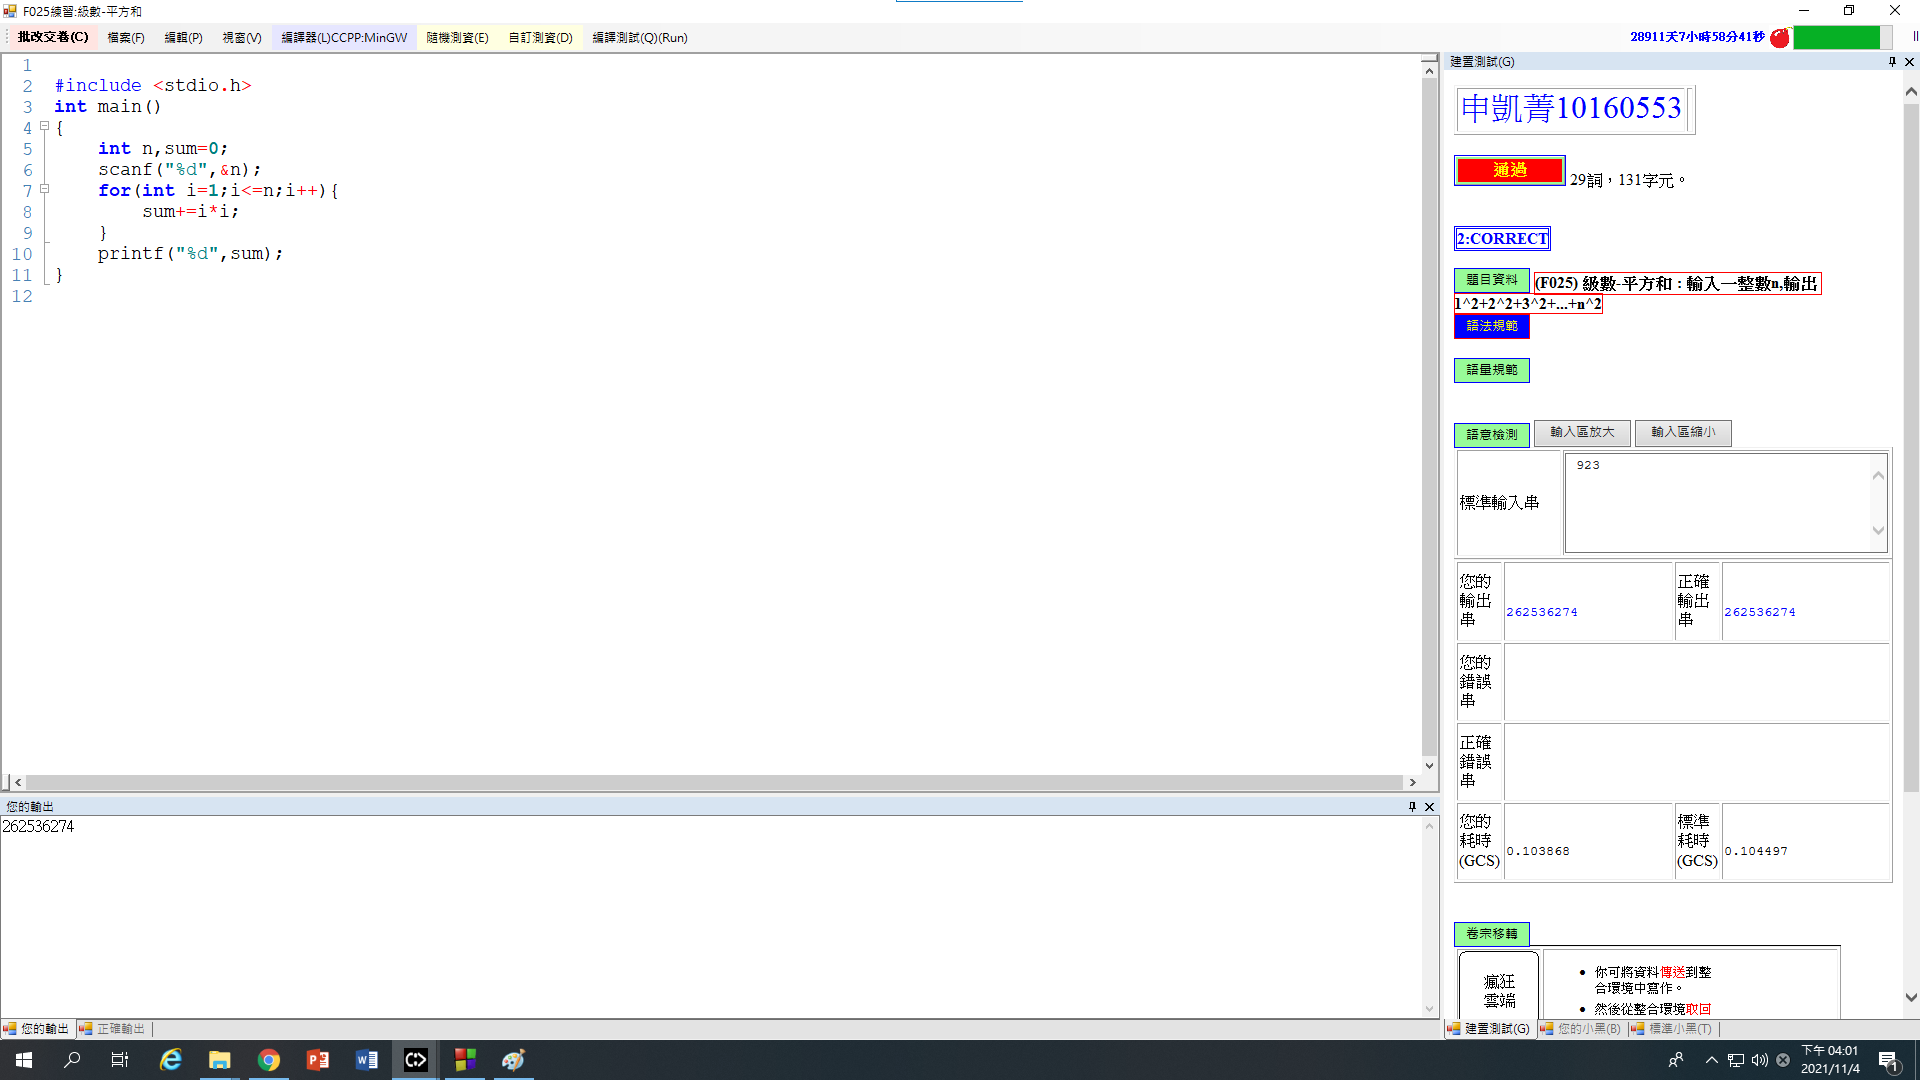 F025練習:級數-平方和
批改交卷(C) 檔案(F) 編輯(P) 視窗(V) 編譯器(L)CCPP:MinGW 隨機測資(E) 自訂測資(D) 編譯測試(Q)(Run) 28911天7小時58分41秒
1
2 #include <stdio.h>
3 int main()
4 {
5 int n,sum=0;
6 scanf("%d",&n);
7 for(int i=1;i<=n;i++){
8 sum+=i*i;
9 }
10 printf("%d",sum);
11 }
12
您的輸出
262536274
您的輸出 正確輸出
建置測試(G)
申凱菁10160553
通過 29詞，131字元。
2:CORRECT
題目資料 (F025) 級數-平方和 : 輸入一整數n,輸出
1^2+2^2+3^2+...+n^2
語法規範
語量規範
語意檢測 輸入區放大 輸入區縮小
標準輸入串 923
您的輸出串 262536274 正確輸出串 262536274
您的錯誤串
正確錯誤串
您的耗時(GCS) 0.103868 標準耗時(GCS) 0.104497
卷宗移轉
瘋狂雲端
你可將資料傳送到整
合環境中寫作。
然後從整合環境取回
建置測試(G) 您的小黑(B) 標準小黑(T)
下午 04:01
2021/11/4
1